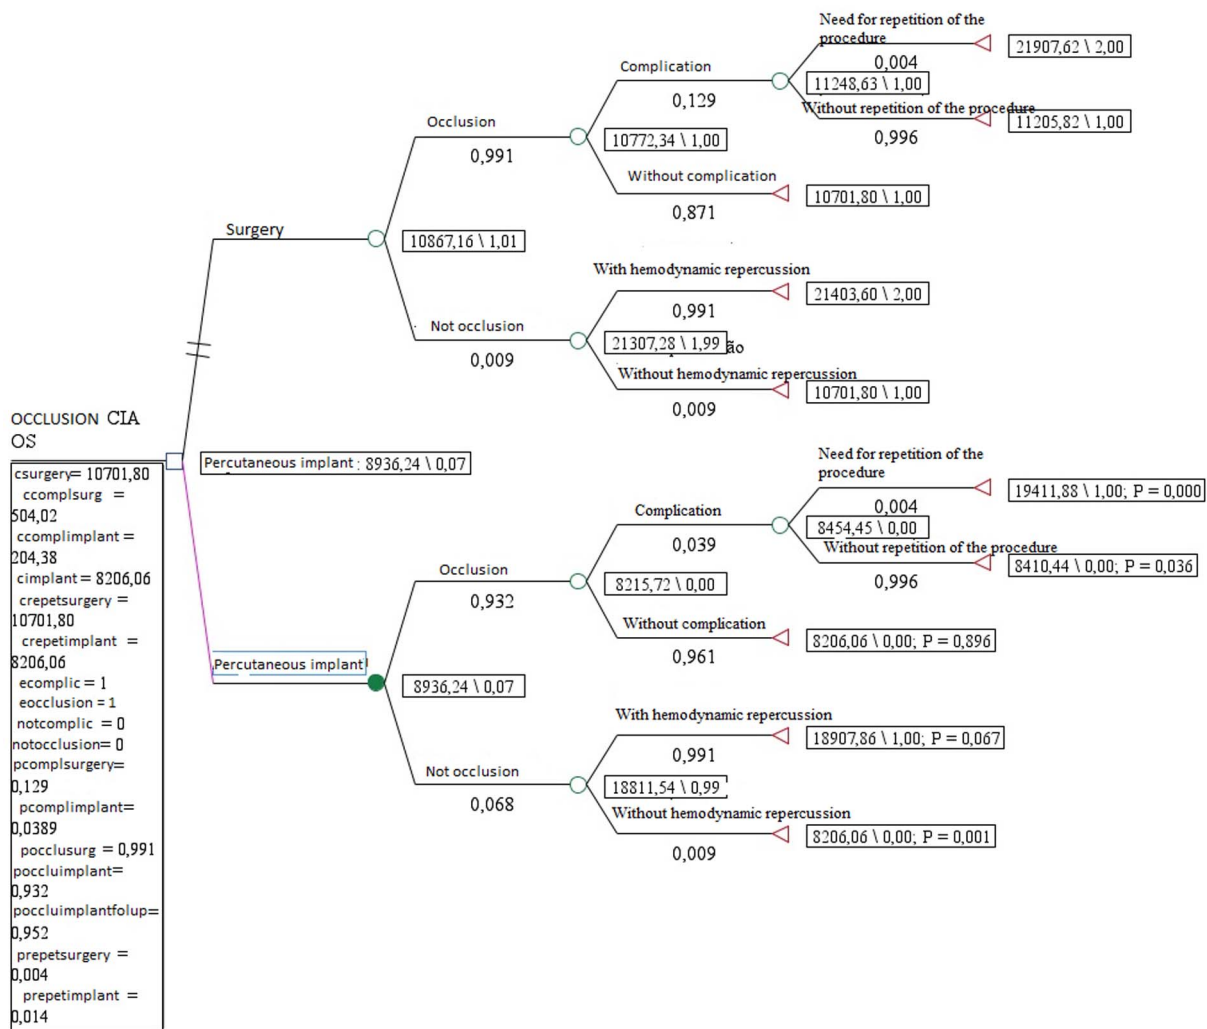 Need for repetition of the
procedure
21907,62 \ 2,00
0,004
Complication
11248,63 \ 1,00
0,129
Without repetition of the procedure
11205,82 \ 1,00
0,996
Occlusion
10772,34 \ 1,00
0,991
Without complication
10701,80 \ 1,00
0,871
Surgery
10867,16 \ 1,01
With hemodynamic repercussion
21403,60 \ 2,00
0,991
Not occlusion
21307,28 \ 1,99
ão
0,009
Without hemodynamic repercussion
10701,80 \ 1,00
0,009
OCCLUSION CIA
OS
Percutaneous implant : 8936,24 \ 0,07
csurgery= 10701,80
ccomplsurg =
504,02
ccomplimplant =
204,38
cimplant = 8206,06
crepetsurgery =
10701,80
crepetimplant =
8206,06
ecomplic = 1
eocclusion = 1
notcomplic = 0
notocclusion= 0
pcomplsurgery=
0,129
pcomplimplant=
0,0389
pocclusurg = 0,991
poccluimplant=
0,932
poccluimplantfolup=
0,952
prepetsurgery =
0,004
prepetimplant =
0,014
Need for repetition of the
procedure
19411,88 \ 1,00; P = 0,000
0,004
Complication
8454,45 \ 0,00
0,039
Without repetition of the procedure
8410,44 \ 0,00; P = 0,036
0,996
Occlusion
8215,72 \ 0,00
0,932
Without complication
8206,06 \ 0,00; P = 0,896
0,961
Percutaneous implant
8936,24 \ 0,07
With hemodynamic repercussion
18907,86 \ 1,00; P = 0,067
0,991
Not occlusion
18811,54 \ 0,99
0,068
Without hemodynamic repercussion
8206,06 \ 0,00; P = 0,001
0,009